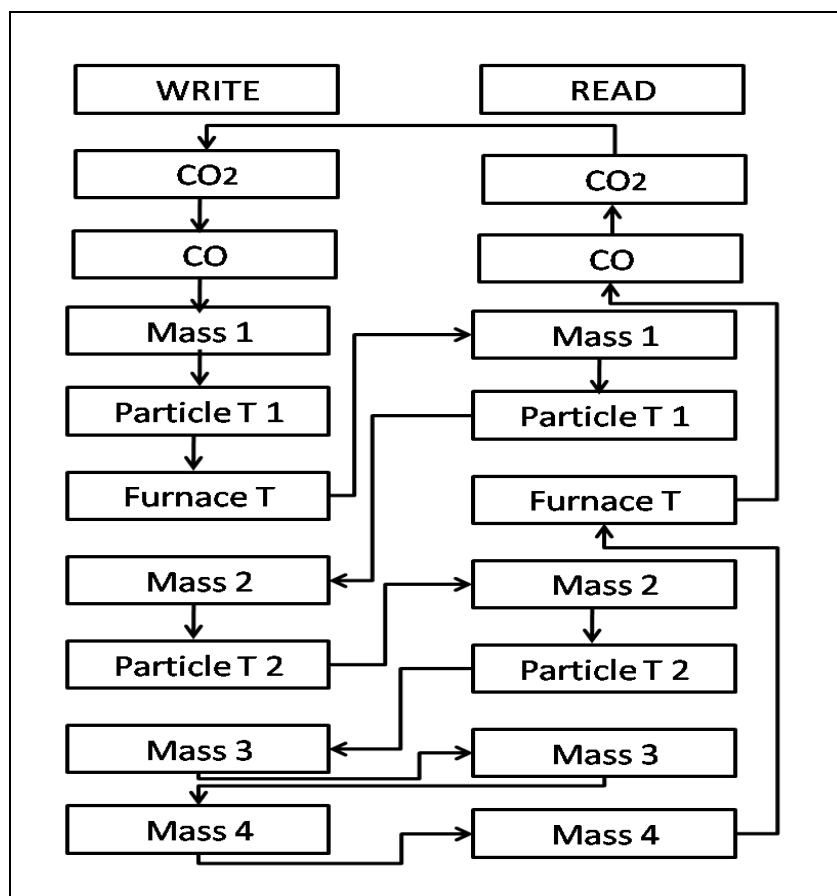 WRITE
READ
CO2
CO2
CO
CO
Mass 1
Mass 1
Particle T 1
Particle T 1
Furnace T
Furnace T
Mass 2
Mass 2
Particle T 2
Particle T 2
Mass 3
Mass 3
Mass 4
Mass 4